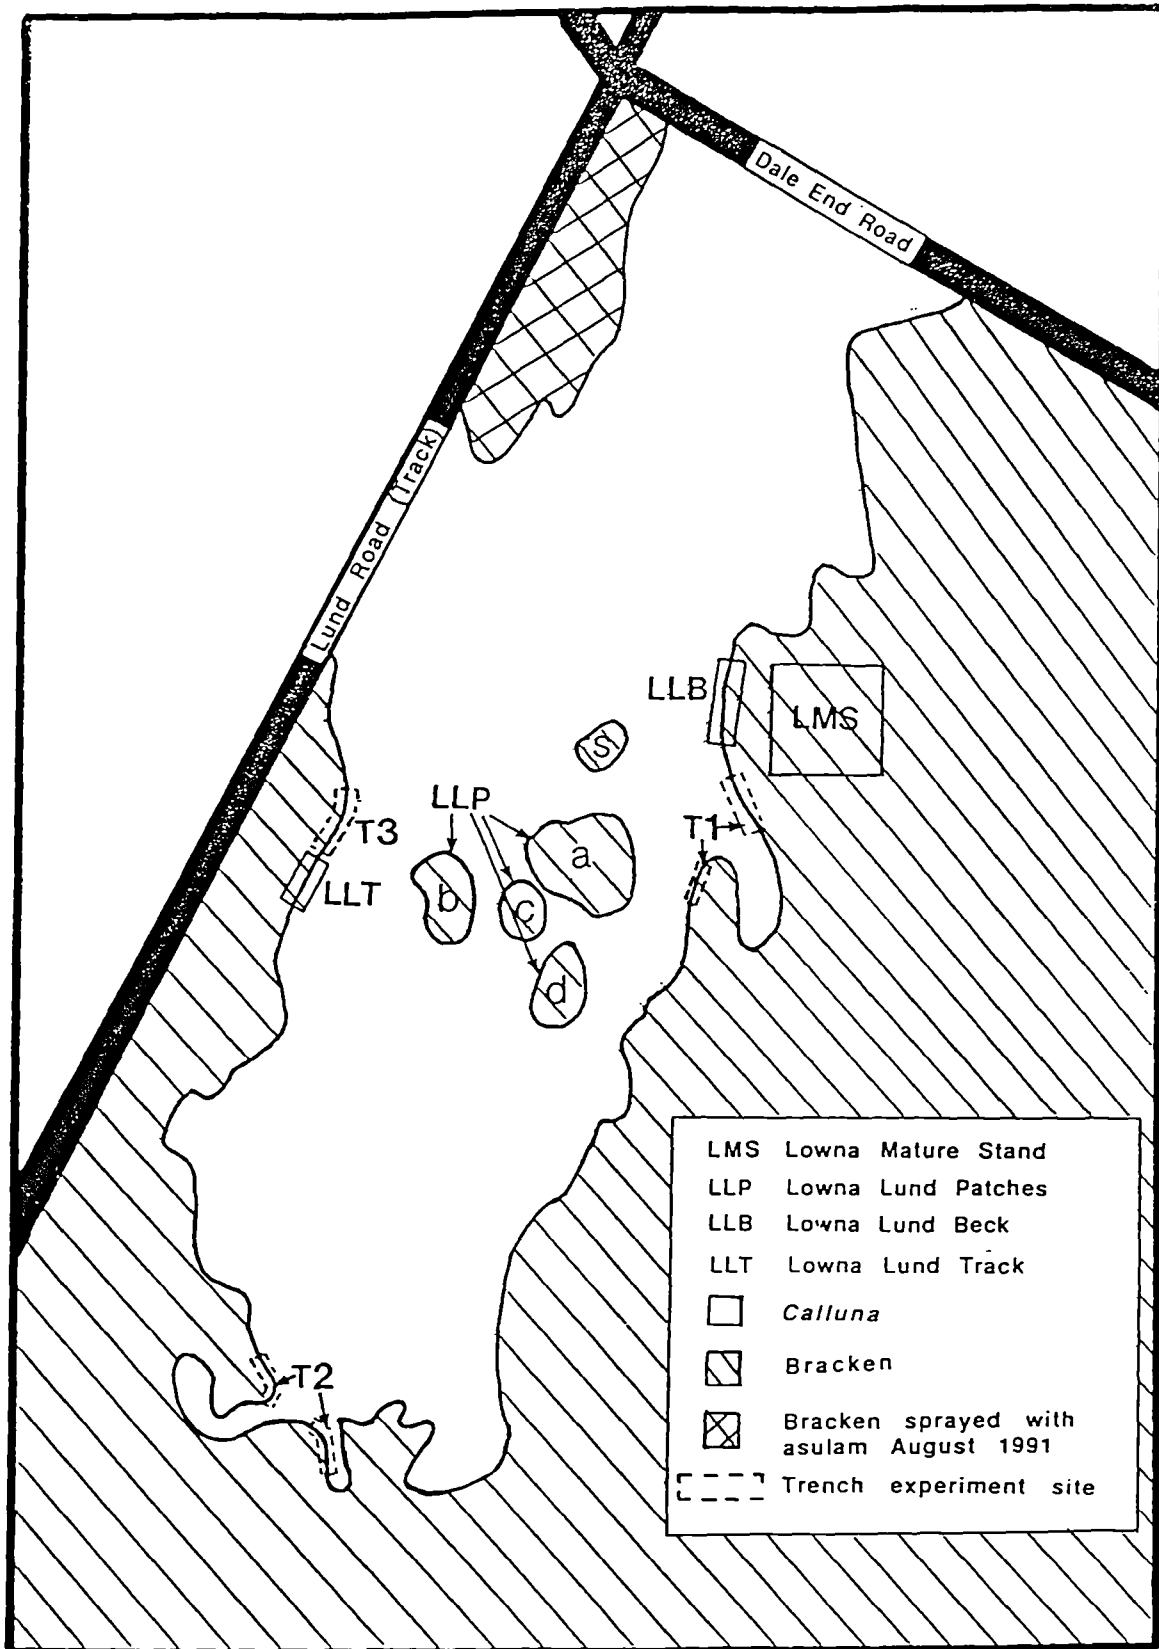 Dale End Road
Lund Road (Track)
LLB
LMS
S
LLP
T3
T1
a
b
c
LLT
d
T2
LMS Lowna Mature Stand
LLP Lowna Lund Patches
LLB Lowna Lund Beck
LLT Lowna Lund Track
Calluna
Bracken
Bracken sprayed with
asulam August 1991
Trench experiment site